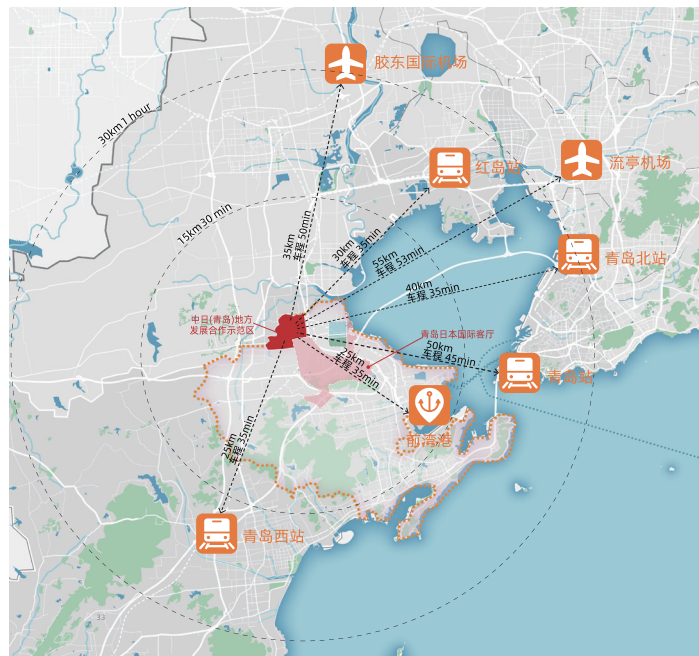 胶东国际机场
30km 1 hour
红岛站
流亭机场
15km 30 min
35km
车程 50min
30km
车程 35min
55km
车程 53min
青岛北站
40km
车程 35min
中日(青岛)地方
发展合作示范区
青岛日本国际客厅
50km
车程 45min
25km
车程 35min
青岛站
前湾港
25km
车程 35min
青岛西站
33